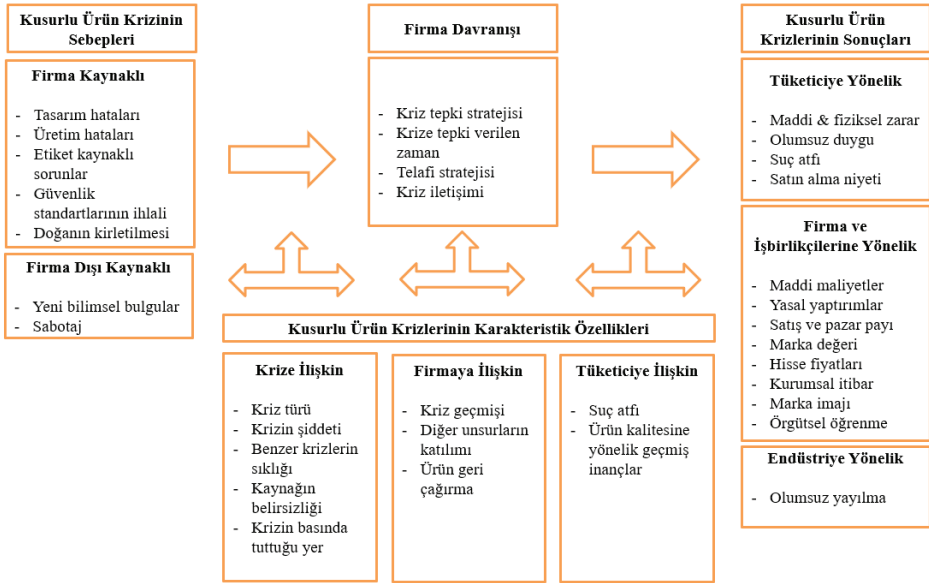 Kusurlu Ürün Krizinin
Sebepleri
Firma Kaynaklı
- Tasarım hataları
- Üretim hataları
- Etiket kaynaklı
sorunlar
- Güvenlik
standartlarının ihlali
- Doğanın kirletilmesi
Firma Dışı Kaynaklı
- Yeni bilimsel bulgular
- Sabotaj
Firma Davranışı
- Kriz tepki stratejisi
- Krize tepki verilen
zaman
- Telafi stratejisi
- Kriz iletişimi
Kusurlu Ürün
Krizlerinin Sonuçları
Tüketiciye Yönelik
- Maddi & fiziksel zarar
- Olumsuz duygu
- Suç atfı
- Satın alma niyeti
Firma ve
İşbirlikçilerine Yönelik
- Maddi maliyetler
- Yasal yaptırımlar
- Satış ve pazar payı
- Marka değeri
- Hisse fiyatları
- Kurumsal itibar
- Marka imajı
- Örgütsel öğrenme
Endüstriye Yönelik
- Olumsuz yayılma
Kusurlu Ürün Krizlerinin Karakteristik Özellikleri
Krize İlişkin
- Kriz türü
- Krizin şiddeti
- Benzer krizlerin
sıklığı
- Kaynağın
belirsizliği
- Krizin basında
tuttuğu yer
Firmaya İlişkin
- Kriz geçmişi
- Diğer unsurların
katılımı
- Ürün geri
çağırma
Tüketiciye İlişkin
- Suç atfı
- Ürün kalitesine
yönelik geçmiş
inançlar